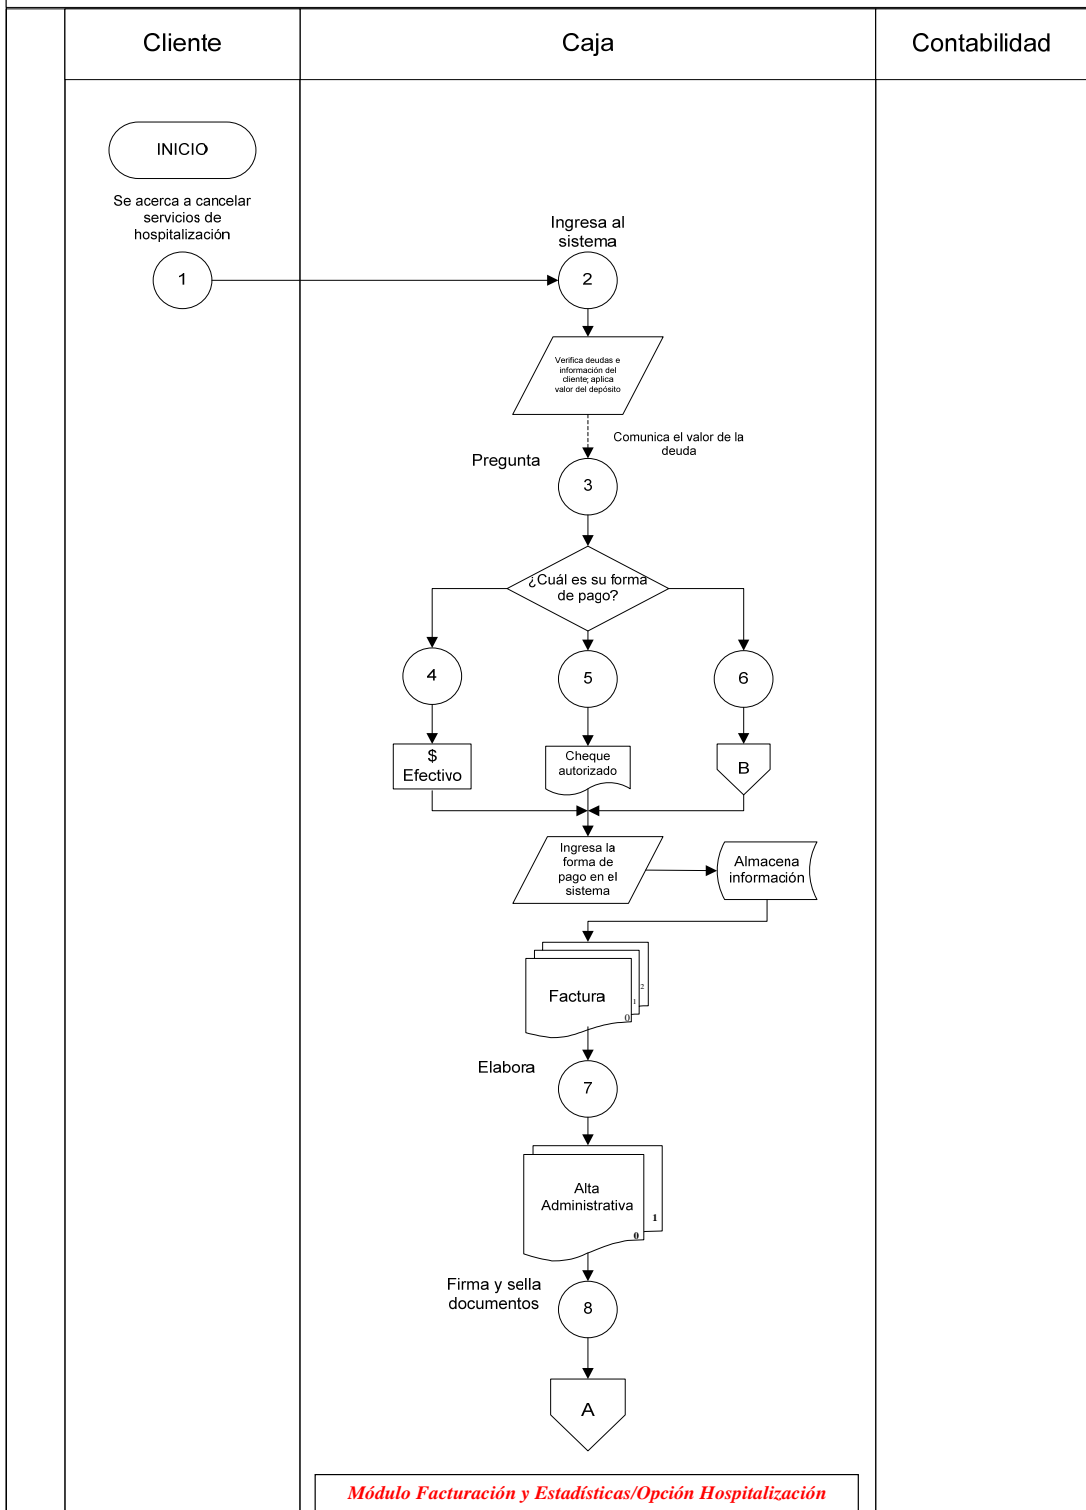 Cliente
Caja
Contabilidad
INICIO
Se acerca a cancelar
servicios de
hospitalización
1
Ingresa al
sistema
2
Verifica deudas e
información del
cliente; aplica
valor del depósito
Comunica el valor de la
deuda
Pregunta
3
¿Cuál es su forma
de pago?
4
5
6
$
Efectivo
Cheque
autorizado
B
Ingresa la
forma de
pago en el
sistema
Almacena
información
Factura
2
1
0
Elabora
7
Alta
Administrativa
1
0
Firma y sella
documentos
8
A
Módulo Facturación y Estadísticas/Opción Hospitalización